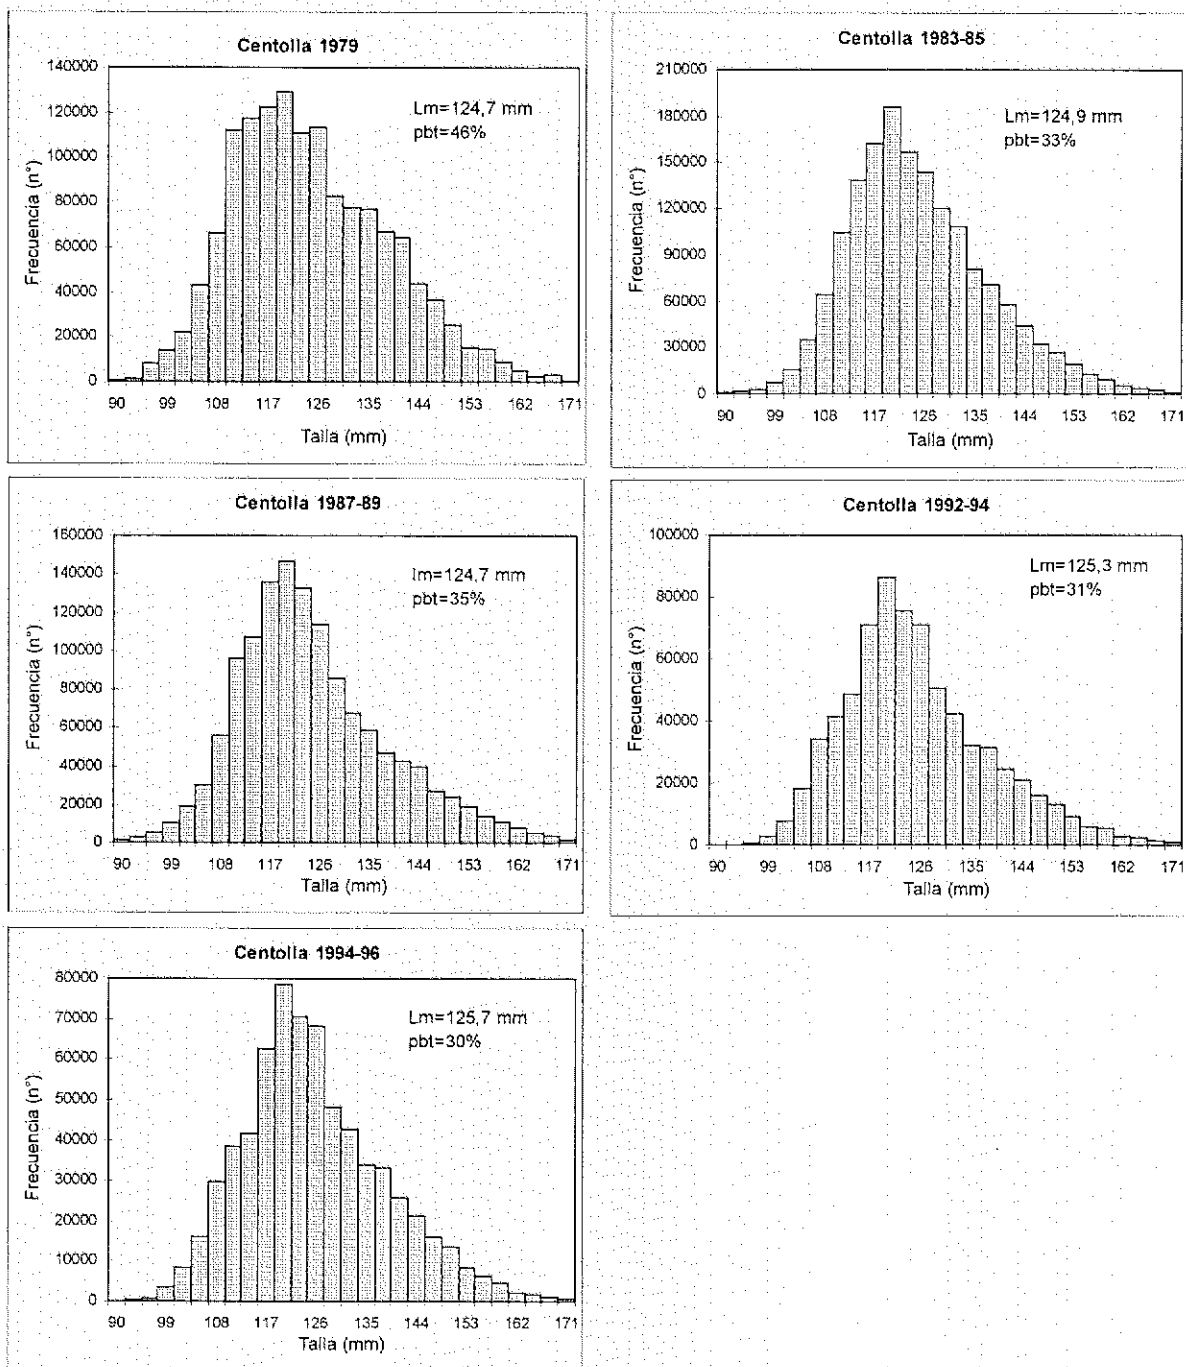 Centolla 1979
Lm=124,7 mm
pbt=46%
Frecuencia (n°)
140000
120000
100000
80000
60000
40000
20000
0
90 99 108 117 126 135 144 153 162 171
Talla (mm)
Centolla 1983-85
Lm=124,9 mm
pbt=33%
Frecuencia (n°)
210000
180000
150000
120000
90000
60000
30000
0
90 99 108 117 126 135 144 153 162 171
Talla (mm)
Centolla 1987-89
lm=124,7 mm
pbt=35%
Frecuencia (n°)
160000
140000
120000
100000
80000
60000
40000
20000
0
90 99 108 117 126 135 144 153 162 171
Talla (mm)
Centolla 1992-94
Lm=125,3 mm
pbt=31%
Frecuencia (n°)
100000
80000
60000
40000
20000
0
90 99 108 117 126 135 144 153 162 171
Talla (mm)
Centolla 1994-96
Lm=125,7 mm
pbt=30%
Frecuencia (n°)
80000
70000
60000
50000
40000
30000
20000
10000
0
90 99 108 117 126 135 144 153 162 171
Talla (mm)